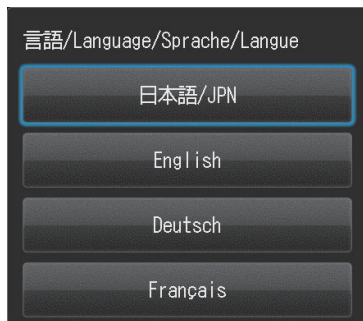 言語/Language/Sprache/Langue
日本語/JPN
English
Deutsch
Français